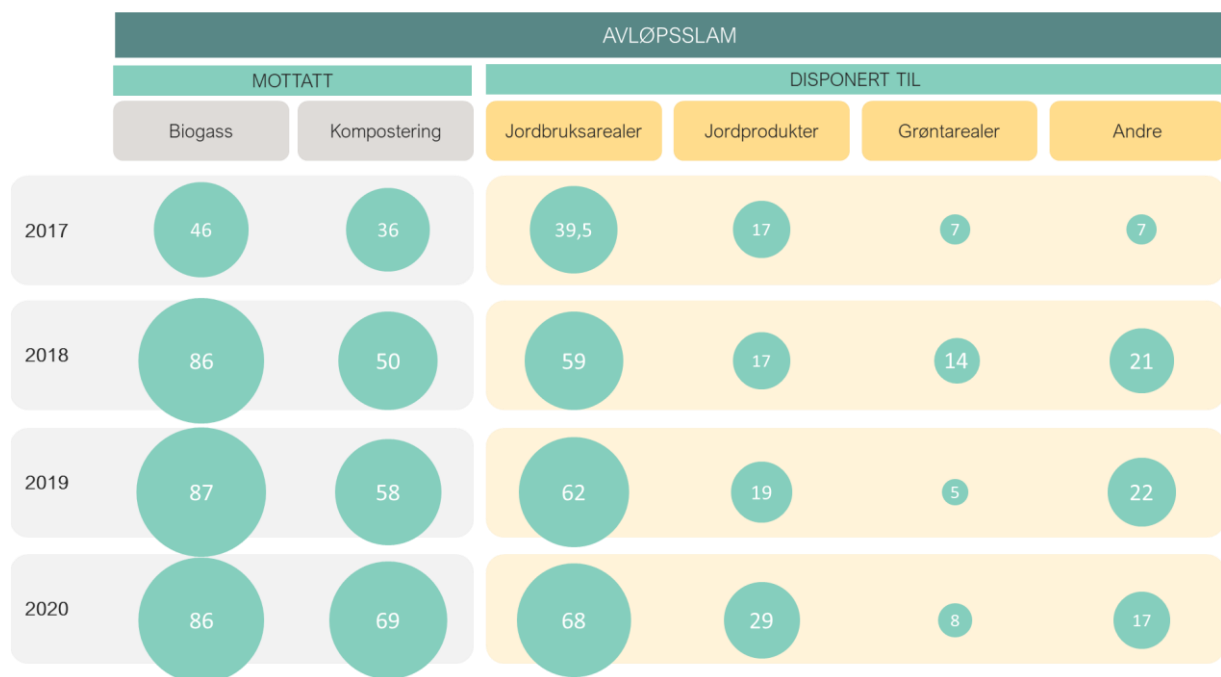 AVLØPSSLAM
MOTTATT DISPONERT TIL
Biogass Kompostering Jordbruksarealer Jordprodukter Grøntarealer Andre
2017 46 36 39,5 17 7 7
2018 86 50 59 17 14 21
2019 87 58 62 19 5 22
2020 86 69 68 29 8 17